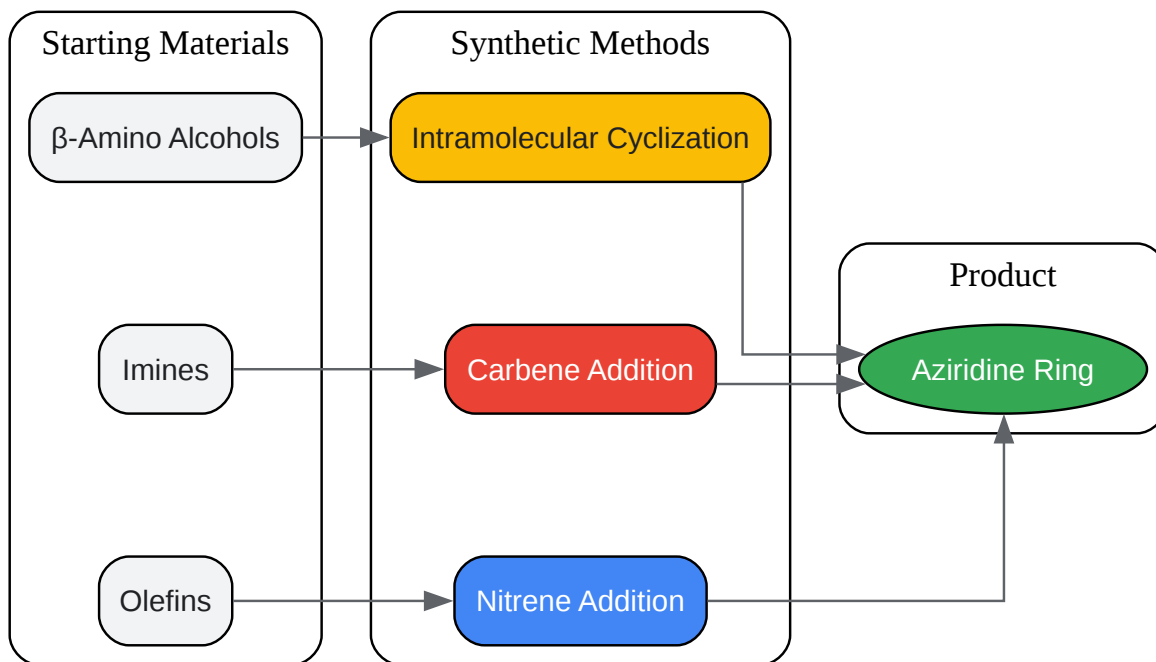 Starting Materials
Synthetic Methods
β-Amino Alcohols
Intramolecular Cyclization
Product
Imines
Carbene Addition
Aziridine Ring
Olefins
Nitrene Addition